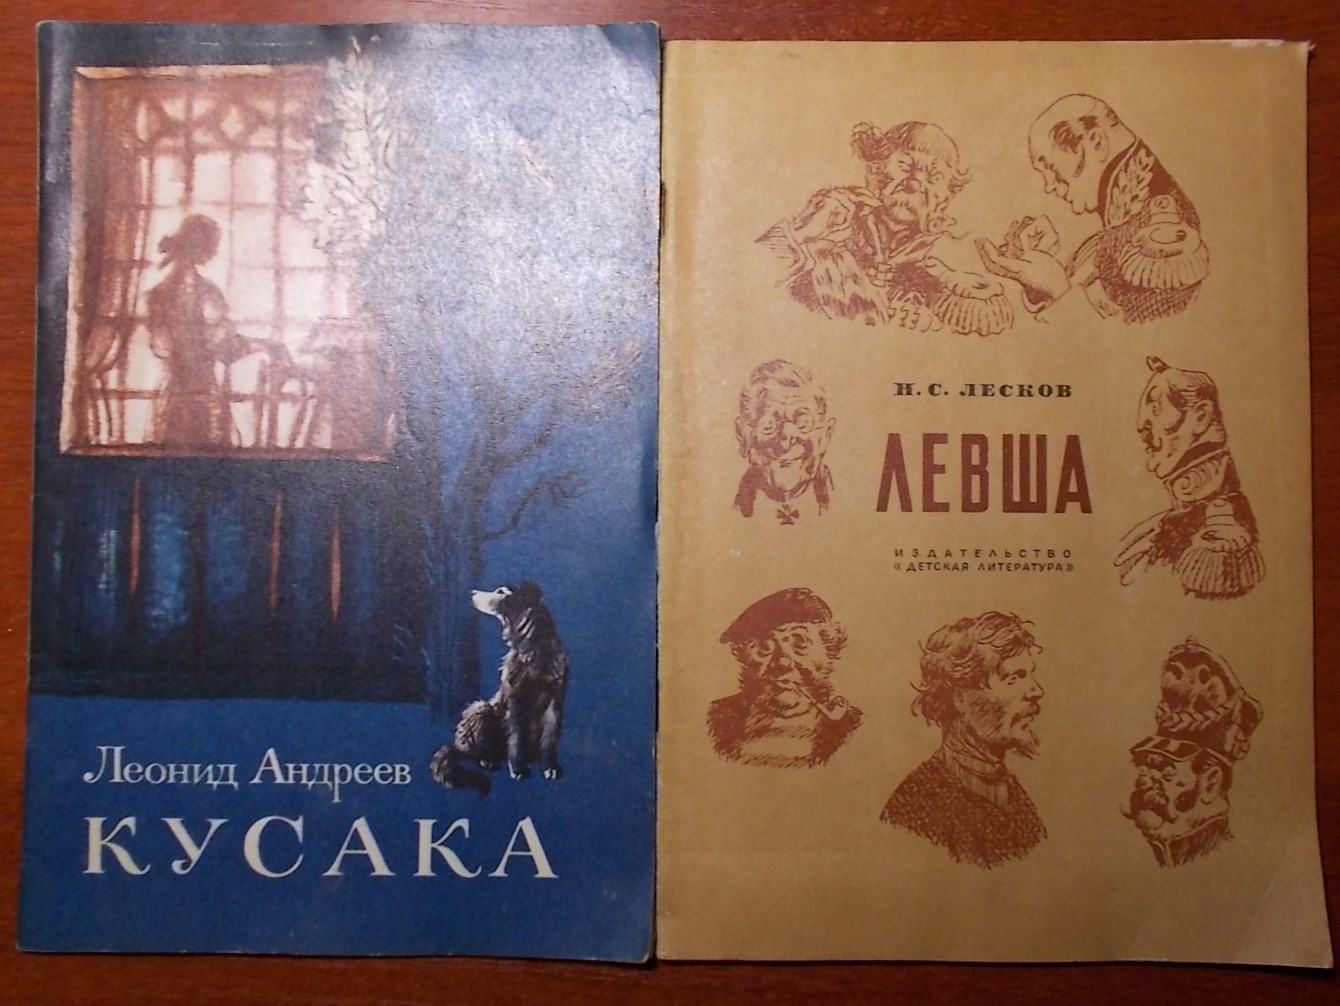 Леонид Андреев
КУСАКА
Н. С. ЛЕСКОВ
ЛЕВША
ИЗДАТЕЛЬСТВО
«ДЕТСКАЯ ЛИТЕРАТУРА»